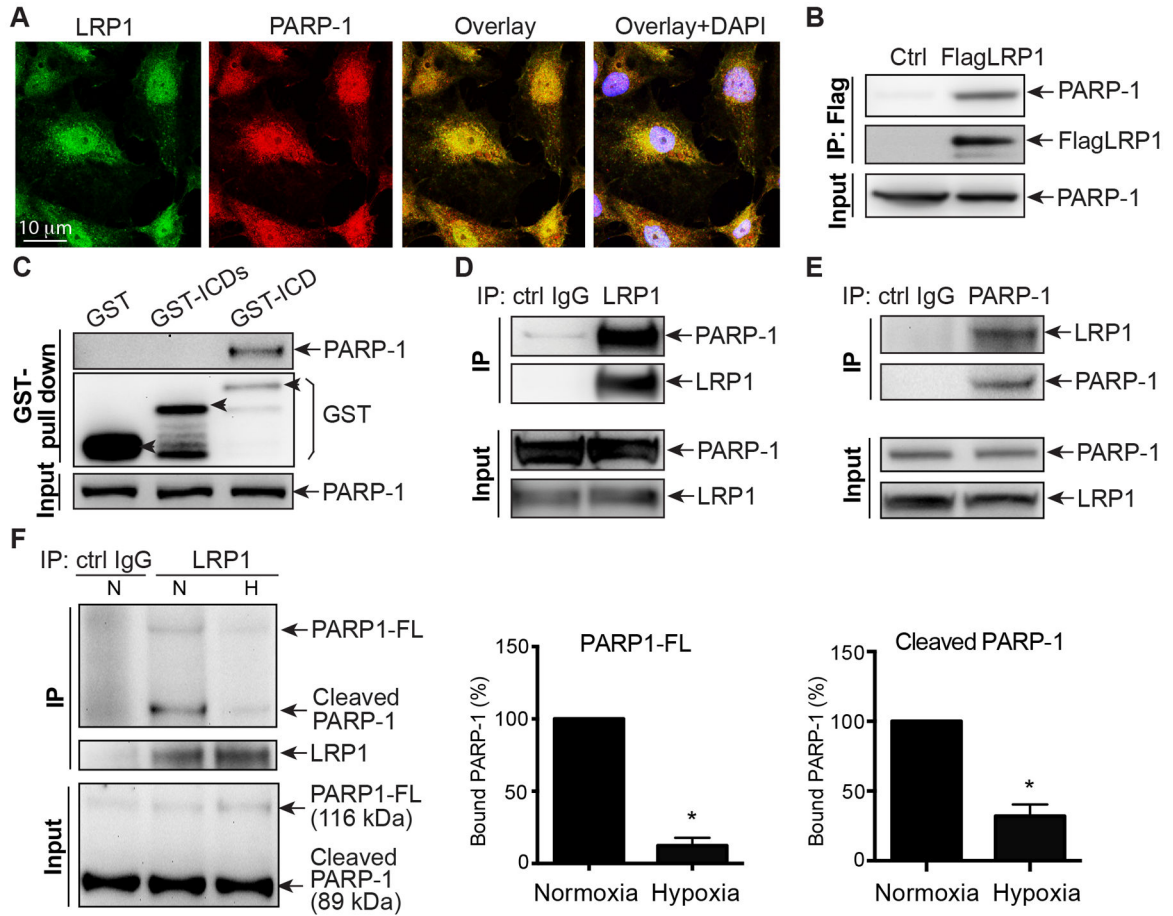 A
LRP1 PARP-1 Overlay Overlay+DAPI
10 µm
B
Ctrl FlagLRP1
IP: Flag
PARP-1
FlagLRP1
Input
PARP-1
C
GST GST-ICDs GST-ICD
GST-
pull down
PARP-1
GST
Input
PARP-1
D
IP: ctrl IgG LRP1
IP
PARP-1
LRP1
Input
PARP-1
LRP1
E
IP: ctrl IgG PARP-1
IP
LRP1
PARP-1
Input
PARP-1
LRP1
F
IP: ctrl IgG LRP1
N N H
IP
PARP1-FL
Cleaved
PARP-1
LRP1
Input
PARP1-FL
(116 kDa)
Cleaved
PARP-1
(89 kDa)
PARP1-FL
Bound PARP-1 (%)
150
100
50
0
*
Normoxia Hypoxia
Cleaved PARP-1
Bound PARP-1 (%)
150
100
50
0
*
Normoxia Hypoxia